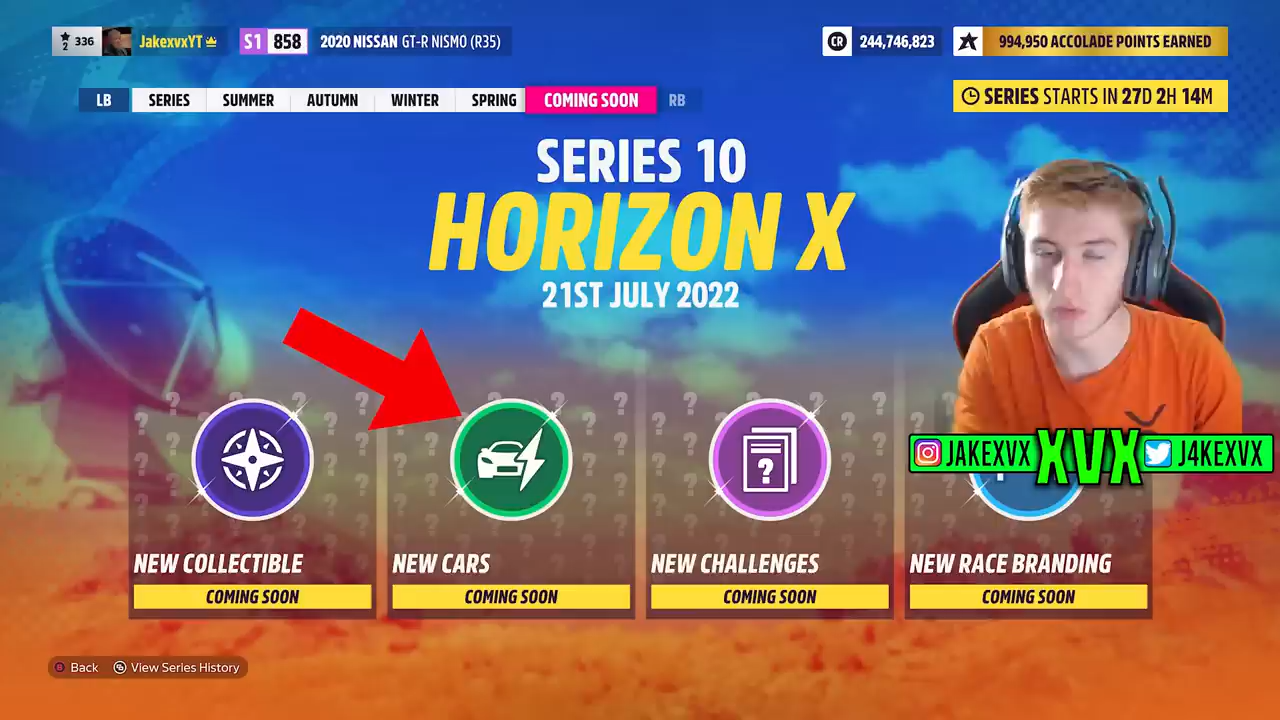 2 336 JakexvxYT S1 858 2020 NISSAN GT-R NISMO (R35) CR 244,746,823 994,950 ACCOLADE POINTS EARNED
LB SERIES SUMMER AUTUMN WINTER SPRING COMING SOON RB
SERIES STARTS IN 27D 2H 14M
SERIES 10
HORIZON X
21ST JULY 2022
JAKEXVX XVX J4KEXVX
NEW COLLECTIBLE NEW CARS NEW CHALLENGES NEW RACE BRANDING
COMING SOON COMING SOON COMING SOON COMING SOON
B Back View Series History